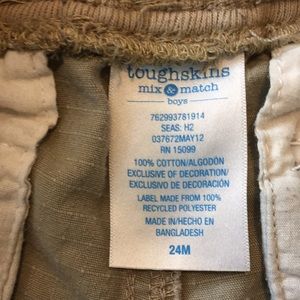 toughskins
mix & match
boys
762993781914
SEAS: H2
037672MAY12
RN 15099
100% COTTON/ALGODÓN
EXCLUSIVE OF DECORATION/
EXCLUSIVO DE DECORACIÓN
LABEL MADE FROM 100%
RECYCLED POLYESTER
MADE IN/HECHO EN
BANGLADESH
24M